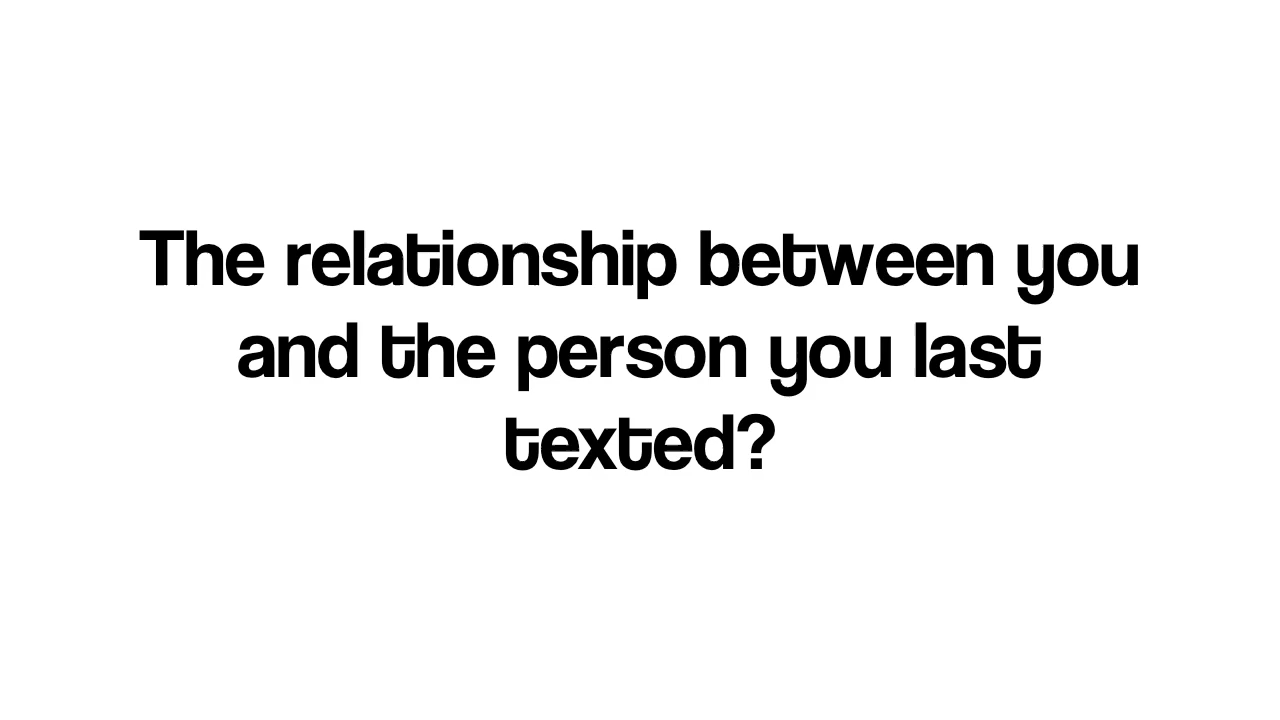 The relationship between you
and the person you last
texted?